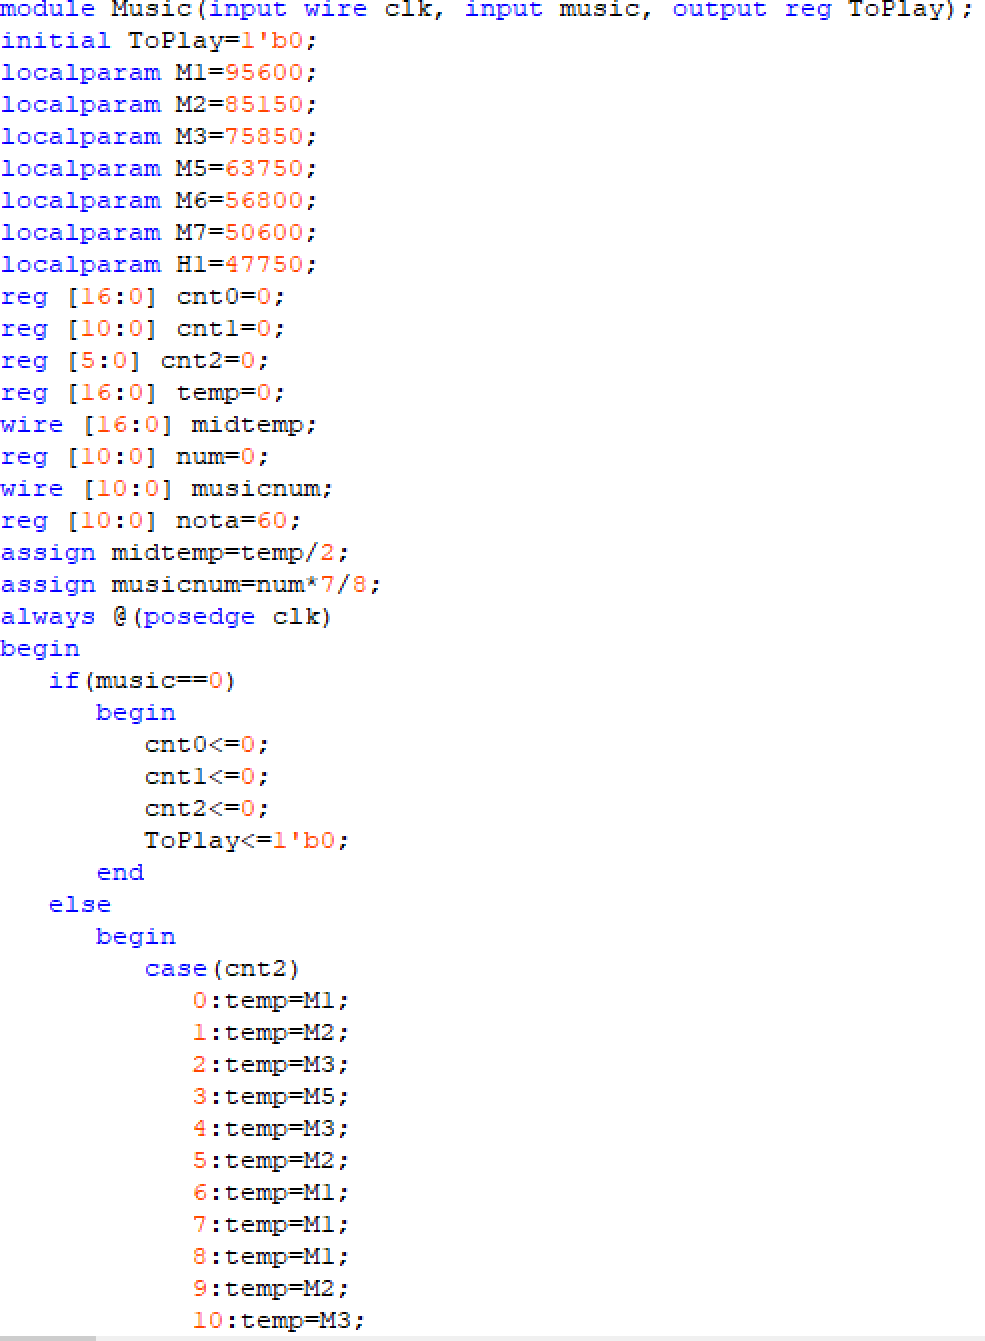 module Music(input wire clk, input music, output reg ToPlay);
initial ToPlay=1'b0;
localparam M1=95600;
localparam M2=85150;
localparam M3=75850;
localparam M5=63750;
localparam M6=56800;
localparam M7=50600;
localparam H1=47750;
reg [16:0] cnt0=0;
reg [10:0] cnt1=0;
reg [5:0] cnt2=0;
reg [16:0] temp=0;
wire [16:0] midtemp;
reg [10:0] num=0;
wire [10:0] musicnum;
reg [10:0] nota=60;
assign midtemp=temp/2;
assign musicnum=num*7/8;
always @(posedge clk)
begin
   if(music==0)
      begin
         cnt0<=0;
         cnt1<=0;
         cnt2<=0;
         ToPlay<=1'b0;
      end
   else
      begin
         case(cnt2)
            0:temp=M1;
            1:temp=M2;
            2:temp=M3;
            3:temp=M5;
            4:temp=M3;
            5:temp=M2;
            6:temp=M1;
            7:temp=M1;
            8:temp=M1;
            9:temp=M2;
            10:temp=M3;